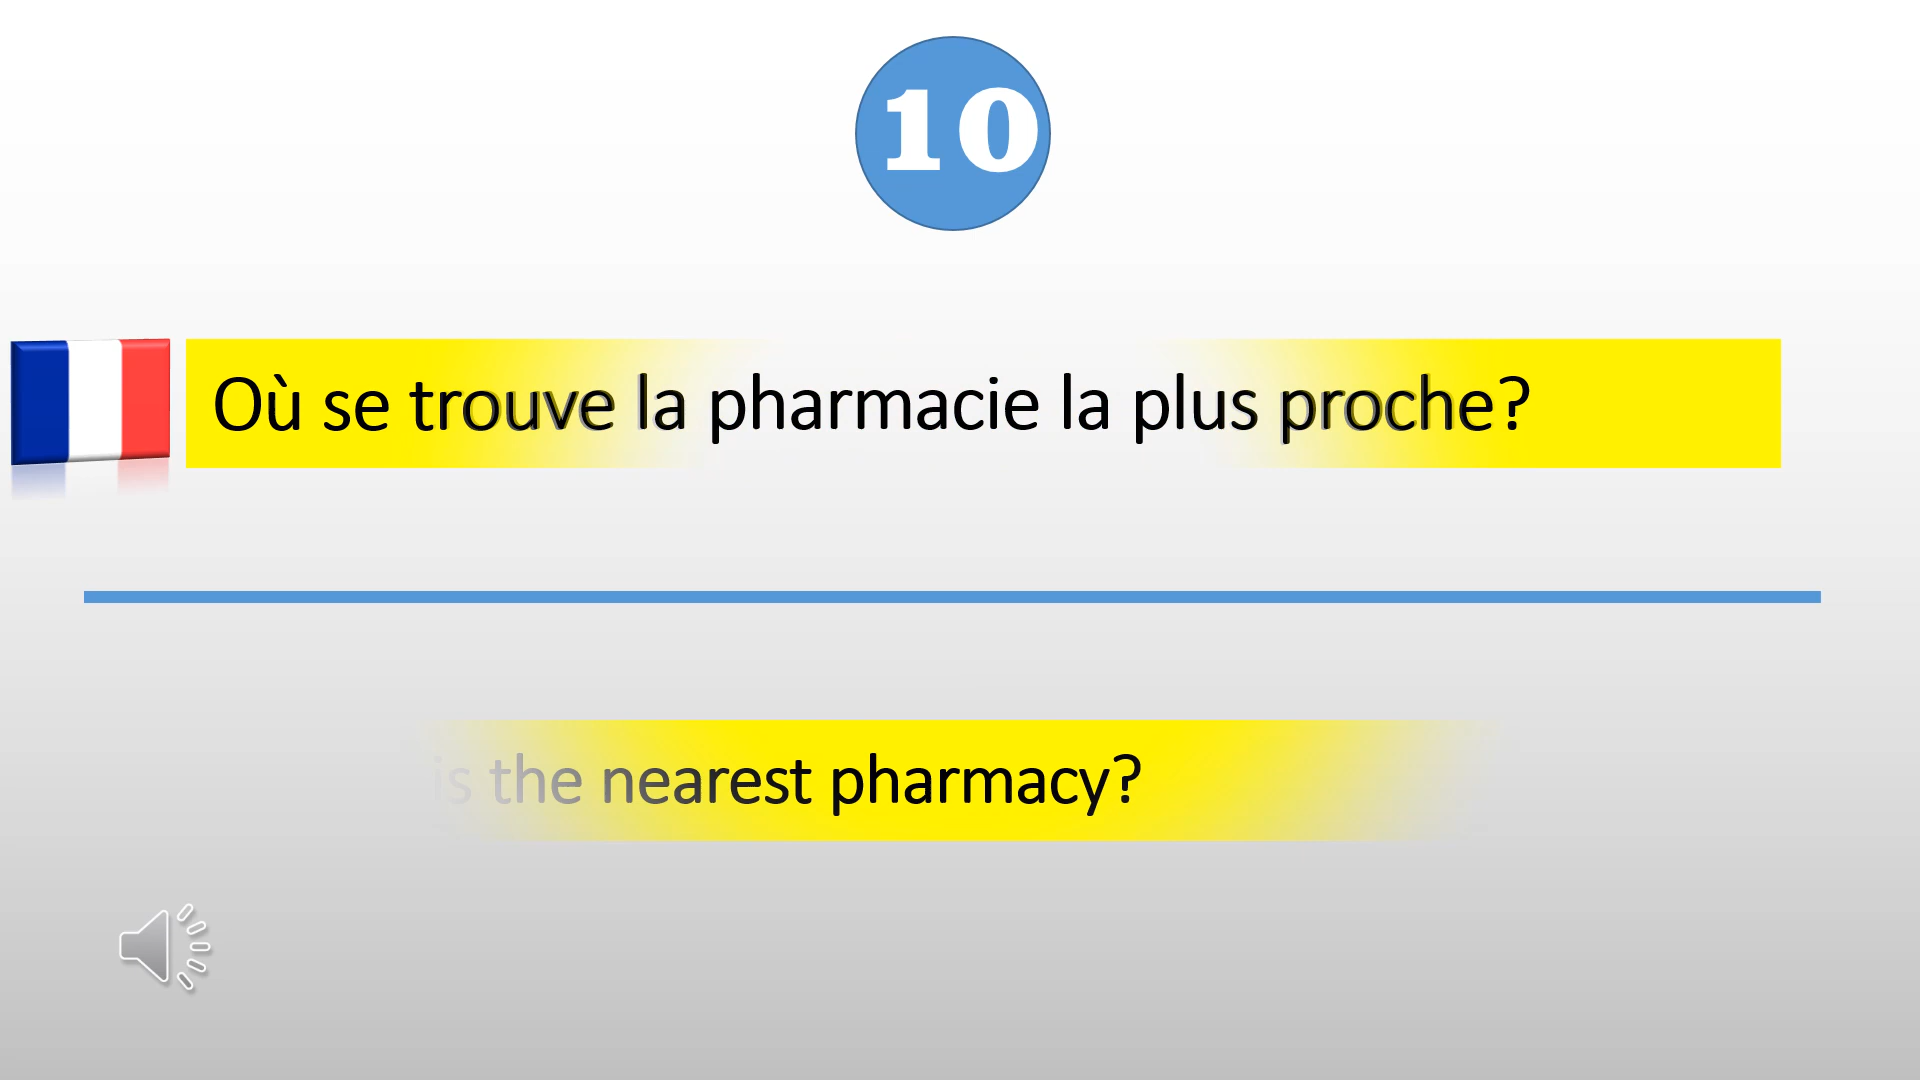 10
Où se trouve la pharmacie la plus proche?
is the nearest pharmacy?